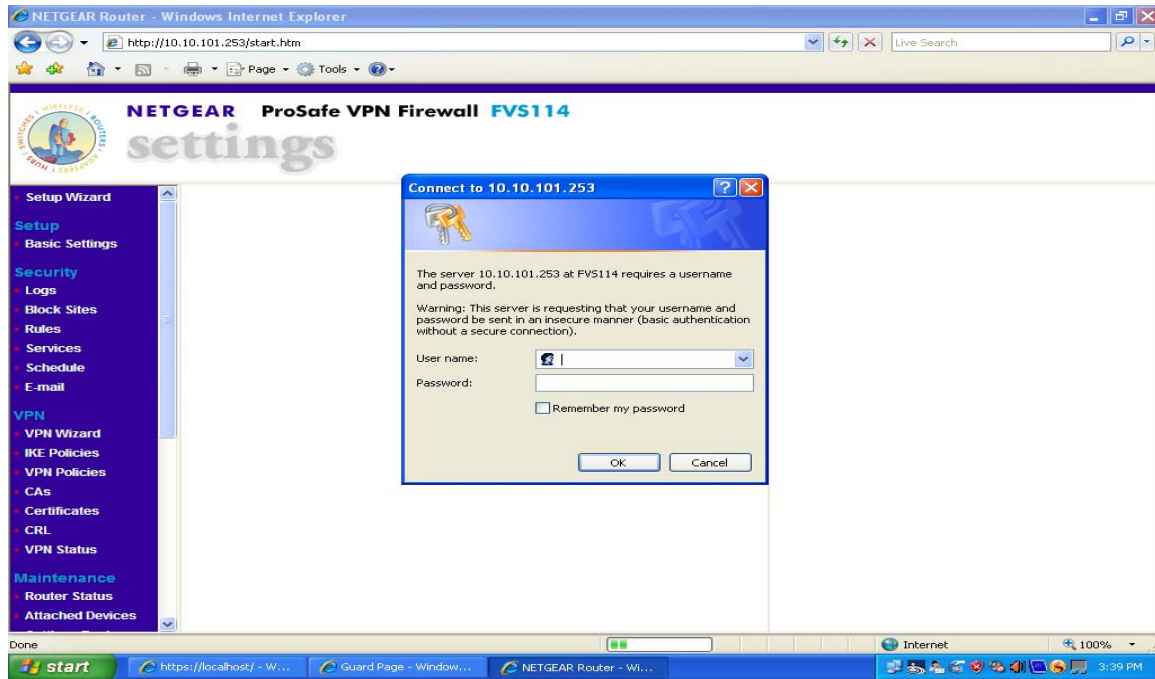 NETGEAR Router - Windows Internet Explorer
http://10.10.101.253/start.htm
Live Search
Page
Tools
SWITCHES WIRELESS ROUTERS ADAPTERS HUBS
NETGEAR ProSafe VPN Firewall FVS114
settings
Setup Wizard
Setup
Basic Settings
Security
Logs
Block Sites
Rules
Services
Schedule
E-mail
VPN
VPN Wizard
IKE Policies
VPN Policies
CAs
Certificates
CRL
VPN Status
Maintenance
Router Status
Attached Devices
Connect to 10.10.101.253
The server 10.10.101.253 at FVS114 requires a username
and password.
Warning: This server is requesting that your username and
password be sent in an insecure manner (basic authentication
without a secure connection).
User name:
Password:
Remember my password
OK
Cancel
Done
Internet
100%
start
https://localhost/ - W...
Guard Page - Window...
NETGEAR Router - Wi...
3:39 PM